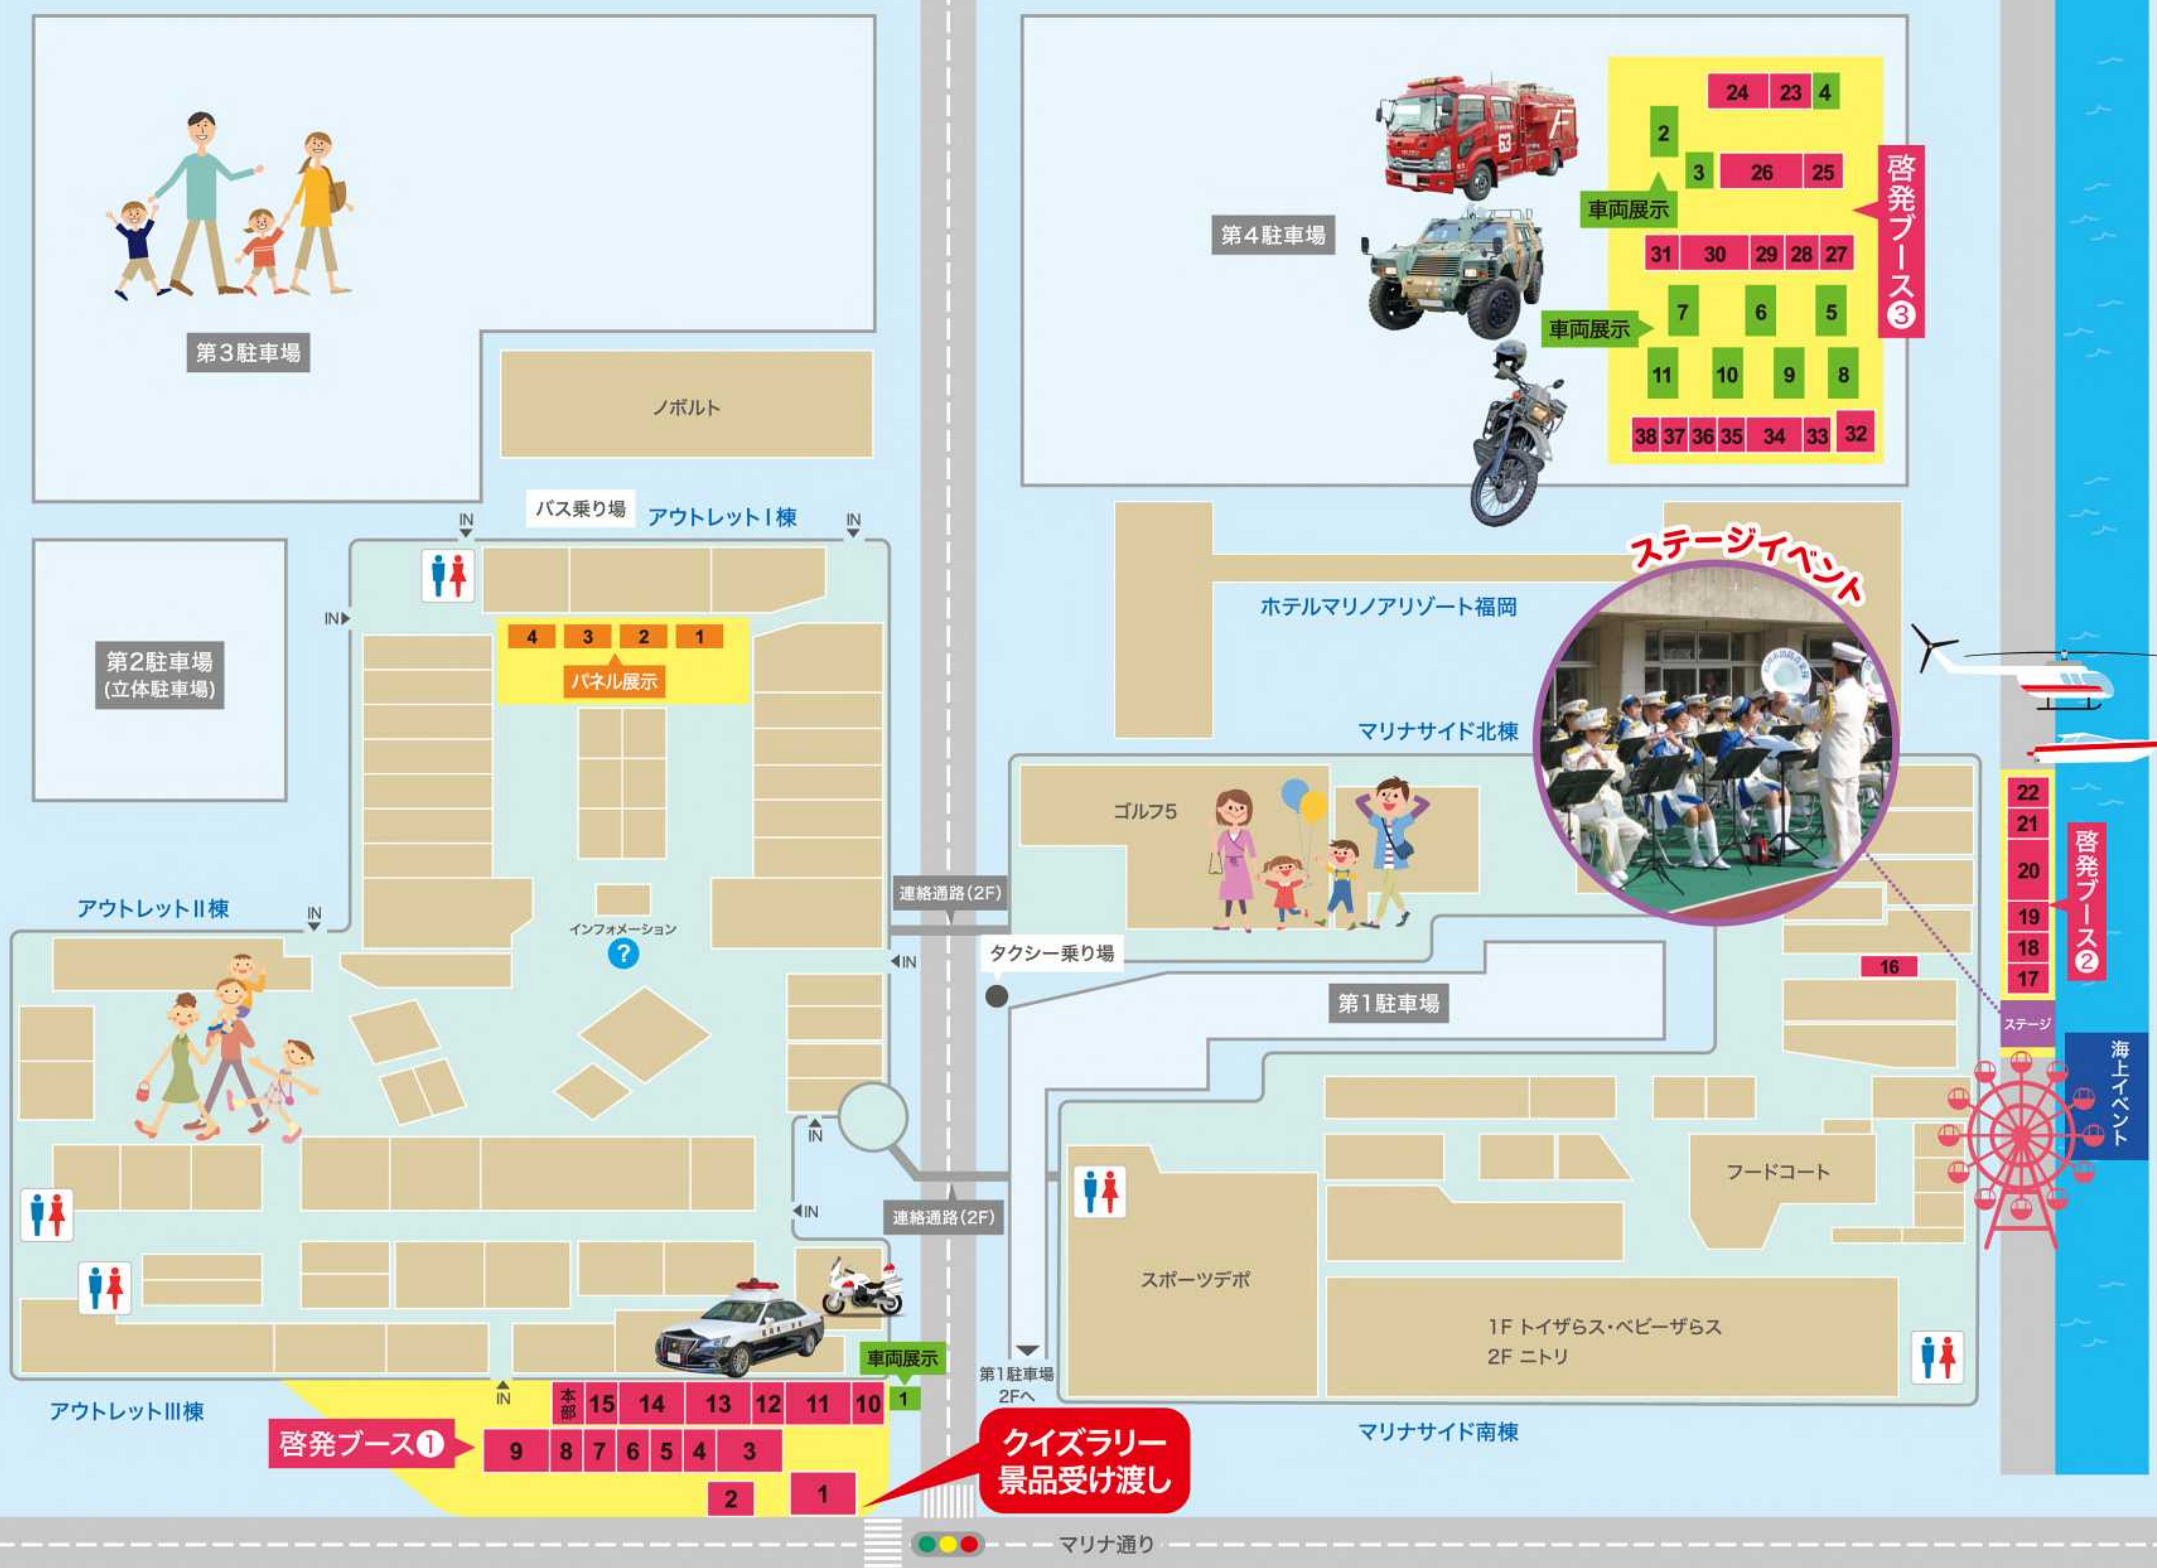 第3駐車場
ノボルト
バス乗り場
アウトレットⅠ棟
IN
IN
IN
第2駐車場
(立体駐車場)
4 3 2 1
パネル展示
アウトレットⅡ棟
IN
インフォメーション
?
IN
IN
IN
アウトレットⅢ棟
IN
車両展示
1
本部 15 14 13 12 11 10
啓発ブース❶
9 8 7 6 5 4 3
2 1
クイズラリー
景品受け渡し
マリナ通り
連絡通路(2F)
連絡通路(2F)
タクシー乗り場
第1駐車場
第1駐車場
2Fへ
第4駐車場
63
24 23 4
2
3 26 25
車両展示
啓発ブース❸
31 30 29 28 27
7 6 5
車両展示
11 10 9 8
38 37 36 35 34 33 32
ステージイベント
ホテルマリノアリゾート福岡
マリナサイド北棟
ゴルフ5
22
21
20
19
18
17
啓発ブース❷
16
ステージ
海上イベント
フードコート
スポーツデポ
1F トイザらス・ベビーザらス
2F ニトリ
マリナサイド南棟